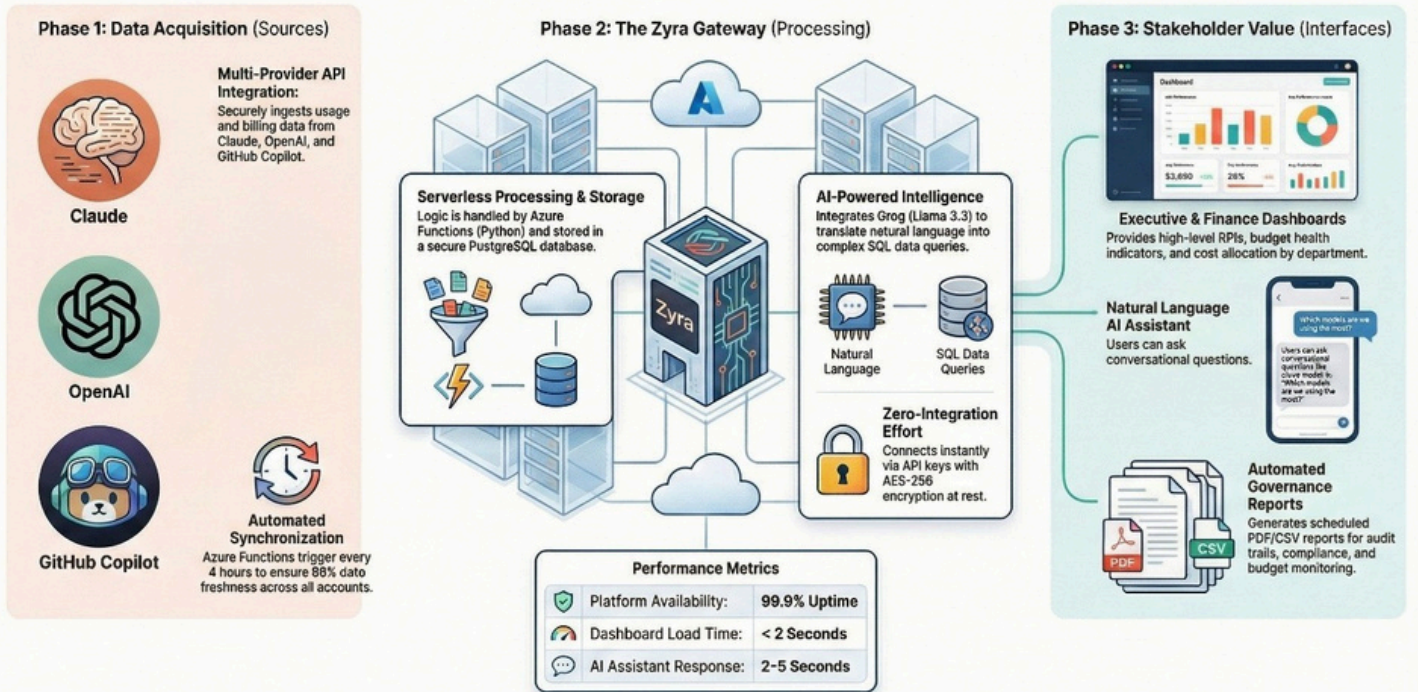 Phase 1: Data Acquisition (Sources)
Multi-Provider API
Integration:
Securely ingests usage
and billing data from
Claude, OpenAI, and
GitHub Copilot.
Claude
OpenAI
GitHub Copilot
Automated
Synchronization
Azure Functions trigger every
4 hours to ensure 86% dato
freshness across all accounts.
Phase 2: The Zyra Gateway (Processing)
Serverless Processing & Storage
Logic is handled by Azure
Functions (Python) and stored in
a secure PustgreSQL database.
Zyra
AI-Powered Intelligence
Integrates Grog (Llama 3.3) to
translate netural language into
complex SQL data queries.
Natural
Language
SQL Data
Queries
Zero-Integration
Effort
Connects instantly
via API keys with
AES-256
encryption at rest.
Performance Metrics
Platform Availability: 99.9% Uptime
Dashboard Load Time: < 2 Seconds
AI Assistant Response: 2-5 Seconds
Phase 3: Stakeholder Value (Interfaces)
Dashboard
$3,690
26%
Executive & Finance Dashboards
Provides high-level RPIs, budget health
indicators, and cost allocation by department.
Natural Language
AI Assistant
Users can ask
conversational questions.
Which models are we
using the most?
Users can ask
conversational
questions like
model
"Which models
are we using the
most?"
Automated
Governance
Reports
Generates scheduled
PDF/CSV reports for audit
trails, compliance, and
budget monitoring.
PDF
CSV